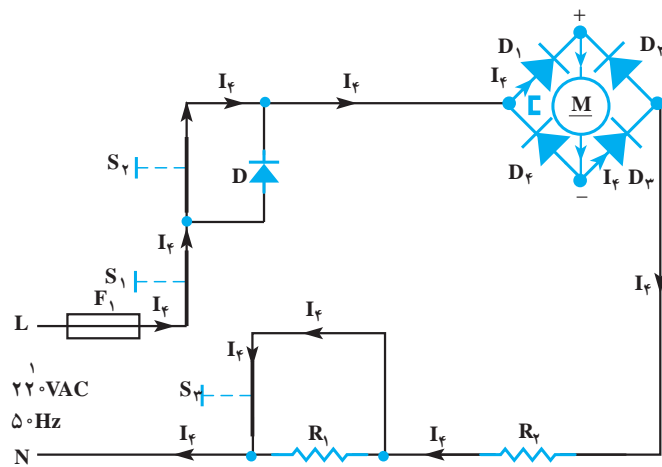 +
D۱ D۲
I۴ I۴ I۴
M
S۲ D D۴ I۴ D۳
−
I۴
S۱
F۱
L I۴ I۴
I۴
۱
۲۲۰VAC I۴
S۳
۵۰Hz
I۴ R۱ I۴ R۲
N